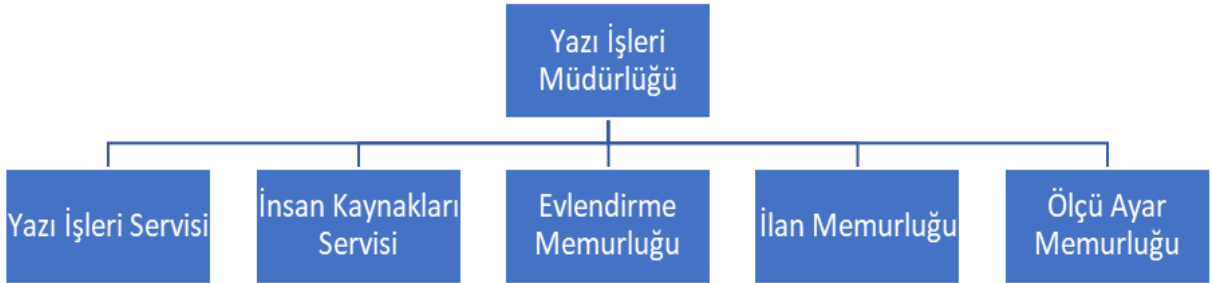 Yazı İşleri
Müdürlüğü
Yazı İşleri Servisi
İnsan Kaynakları
Servisi
Evlendirme
Memurluğu
İlan Memurluğu
Ölçü Ayar
Memurluğu